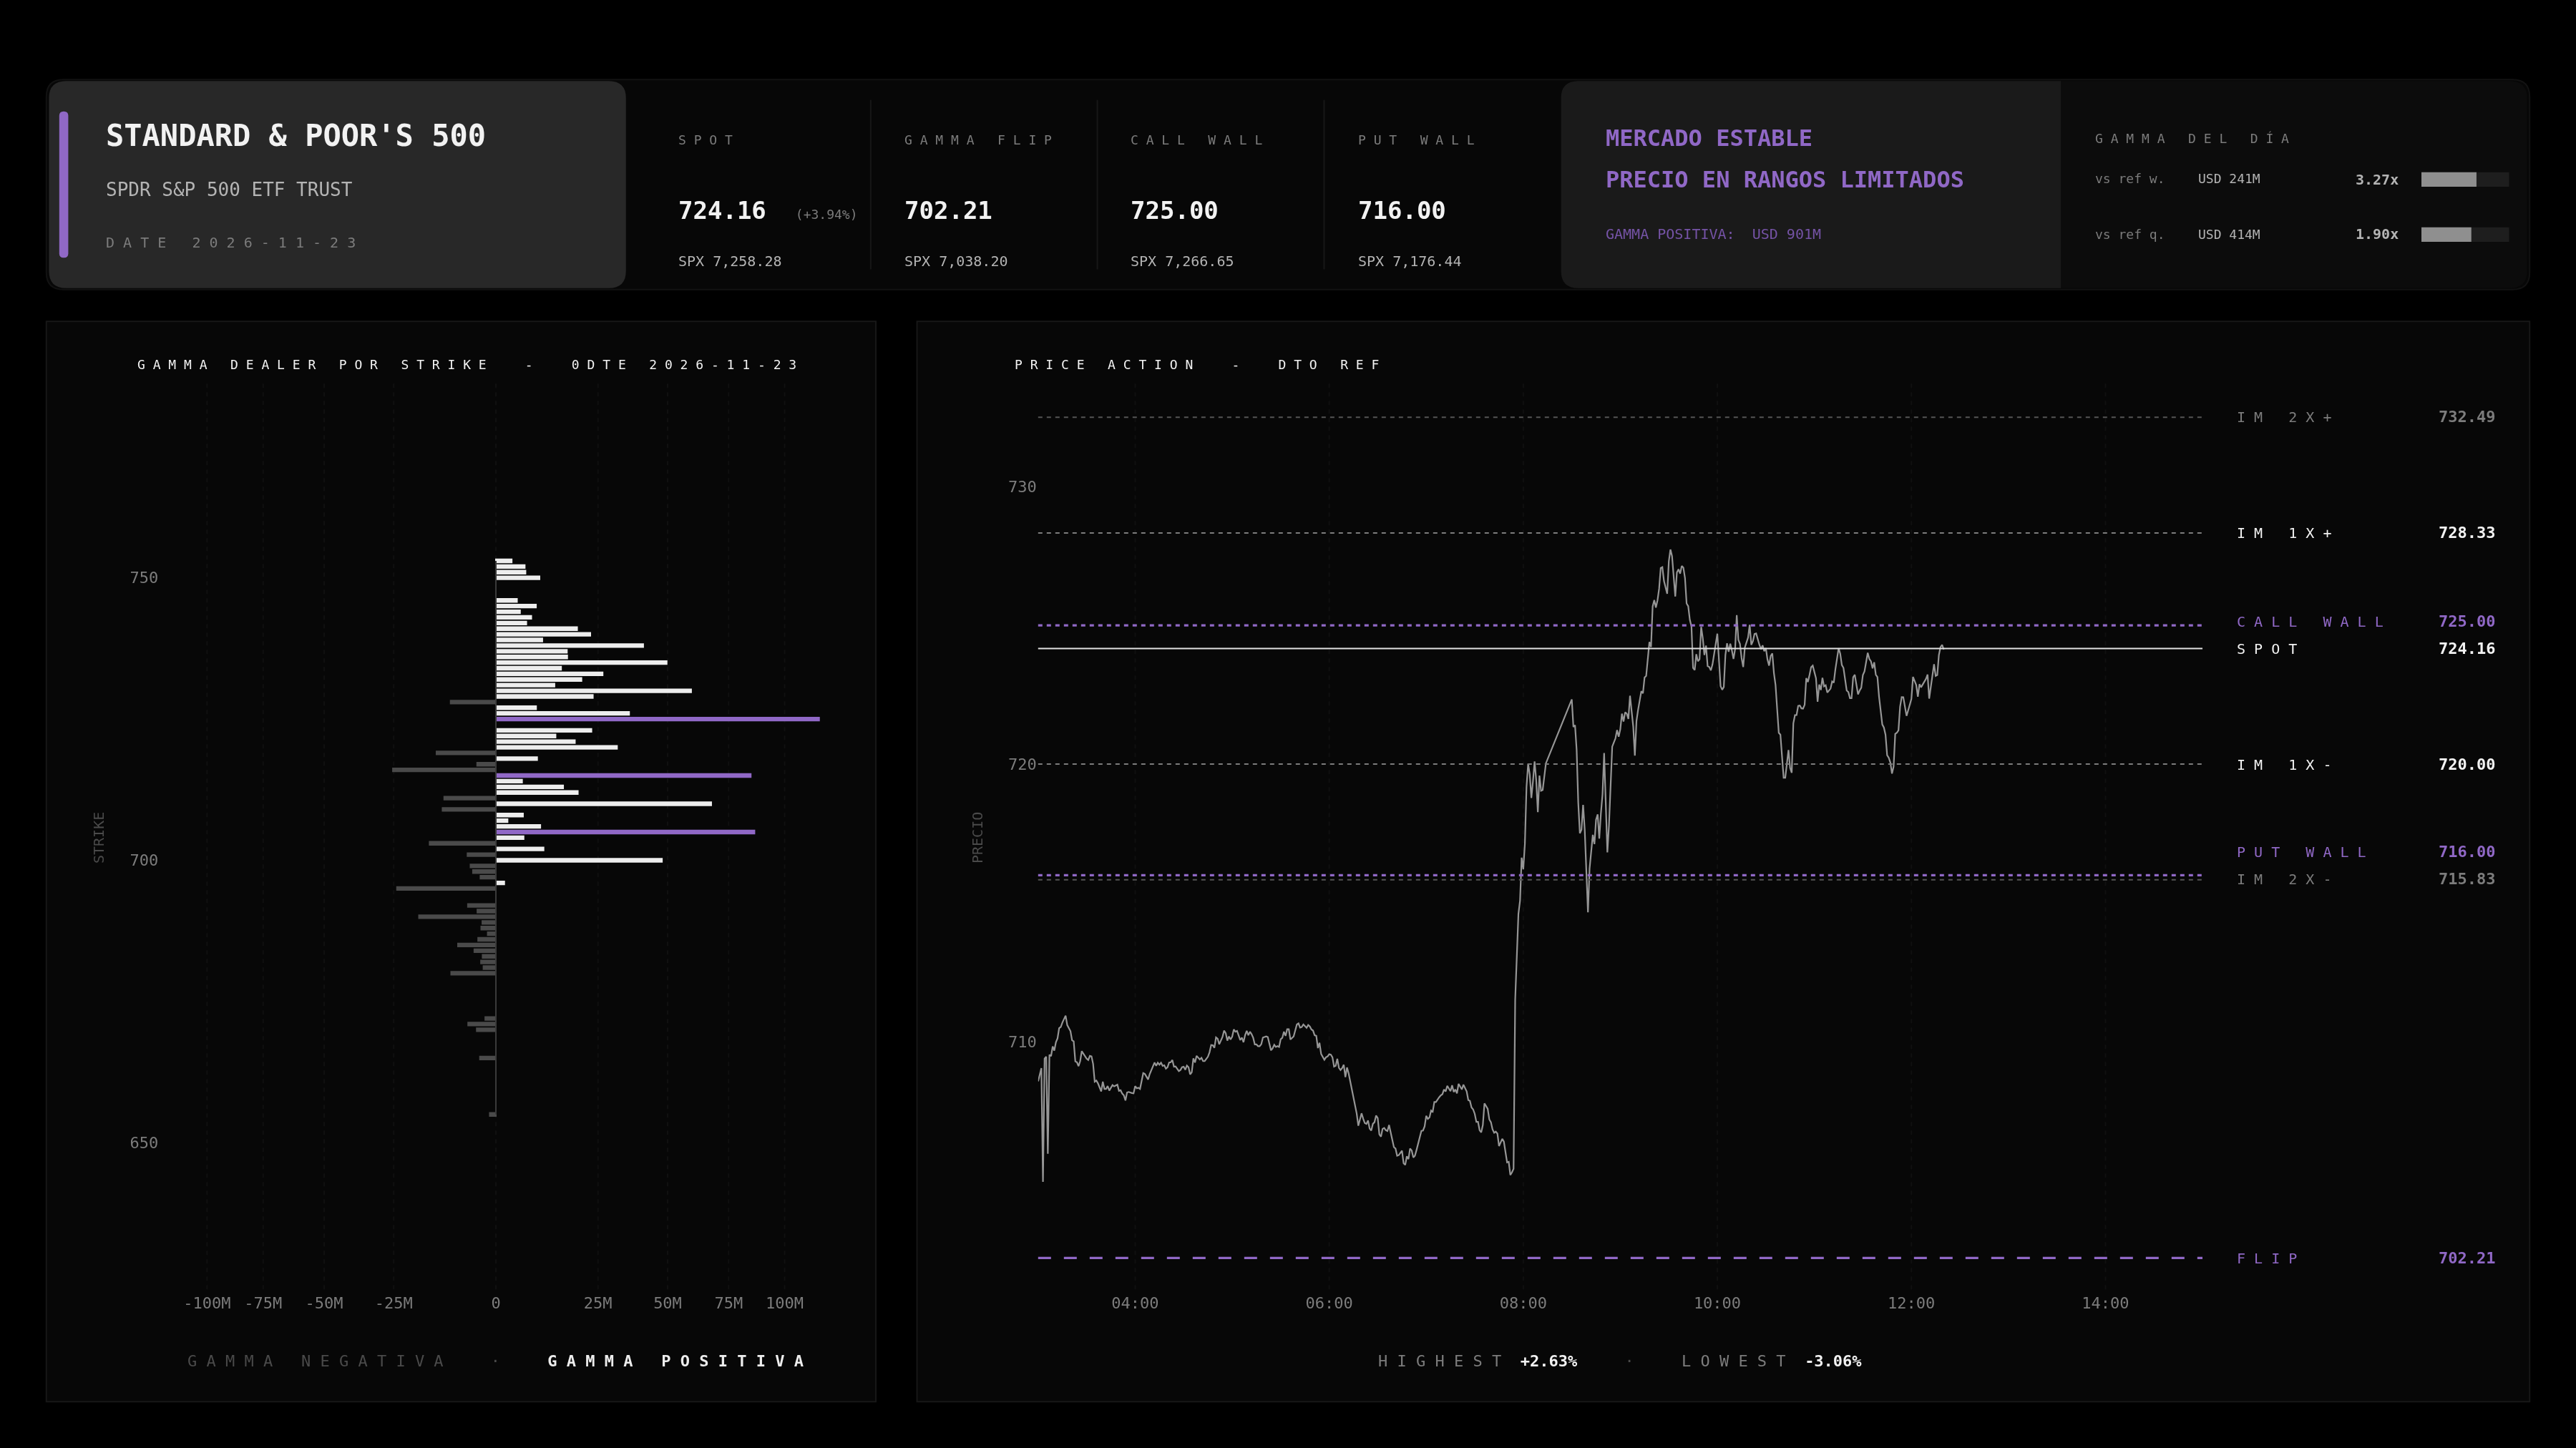 STANDARD & POOR'S 500
SPDR S&P 500 ETF TRUST
DATE 2026-11-23
SPOT
724.16 (+3.94%)
SPX 7,258.28
GAMMA FLIP
702.21
SPX 7,038.20
CALL WALL
725.00
SPX 7,266.65
PUT WALL
716.00
SPX 7,176.44
MERCADO ESTABLE
PRECIO EN RANGOS LIMITADOS
GAMMA POSITIVA: USD 901M
GAMMA DEL DÍA
vs ref w. USD 241M 3.27x
vs ref q. USD 414M 1.90x
GAMMA DEALER POR STRIKE - 0DTE 2026-11-23
STRIKE
750
700
650
-100M -75M -50M -25M 0 25M 50M 75M 100M
GAMMA NEGATIVA · GAMMA POSITIVA
PRICE ACTION - DTO REF
PRECIO
730
720
710
IM 2X+ 732.49
IM 1X+ 728.33
CALL WALL 725.00
SPOT 724.16
IM 1X- 720.00
PUT WALL 716.00
IM 2X- 715.83
FLIP 702.21
04:00 06:00 08:00 10:00 12:00 14:00
HIGHEST +2.63% · LOWEST -3.06%